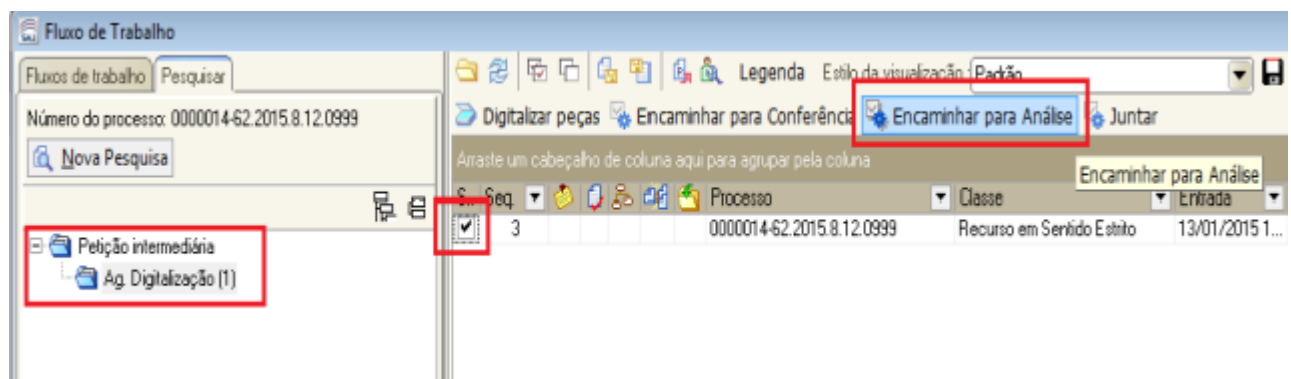 Fluxo de Trabalho
Fluxos de trabalho Pesquisar
Número do processo: 0000014-62.2015.8.12.0999
Nova Pesquisa
Petição intermediária
Ag. Digitalização (1)
Legenda Estilo da visualização: Padrão
Digitalizar peças Encaminhar para Conferência Encaminhar para Análise Juntar
Arraste um cabeçalho de coluna aqui para agrupar pela coluna
Encaminhar para Análise
S... Seq. Processo Classe Entrada
3 0000014-62.2015.8.12.0999 Recurso em Sentido Estrito 13/01/2015 1...